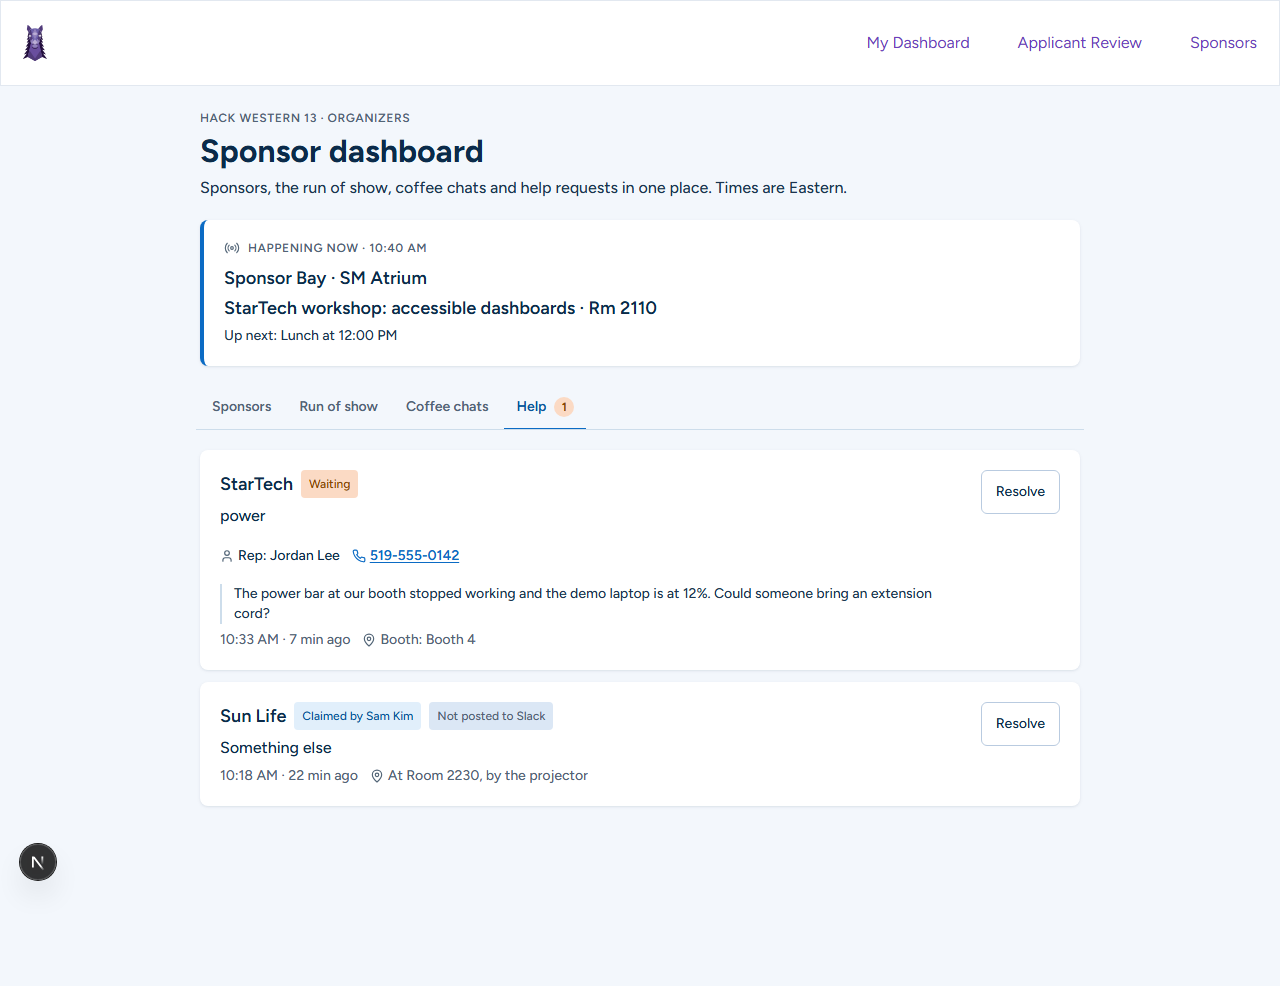 My Dashboard
Applicant Review
Sponsors
HACK WESTERN 13 · ORGANIZERS
Sponsor dashboard
Sponsors, the run of show, coffee chats and help requests in one place. Times are Eastern.
HAPPENING NOW · 10:40 AM
Sponsor Bay · SM Atrium
StarTech workshop: accessible dashboards · Rm 2110
Up next: Lunch at 12:00 PM
Sponsors
Run of show
Coffee chats
Help 1
StarTech Waiting
Resolve
power
Rep: Jordan Lee 519-555-0142
The power bar at our booth stopped working and the demo laptop is at 12%. Could someone bring an extension
cord?
10:33 AM · 7 min ago Booth: Booth 4
Sun Life Claimed by Sam Kim Not posted to Slack
Resolve
Something else
10:18 AM · 22 min ago At Room 2230, by the projector
N